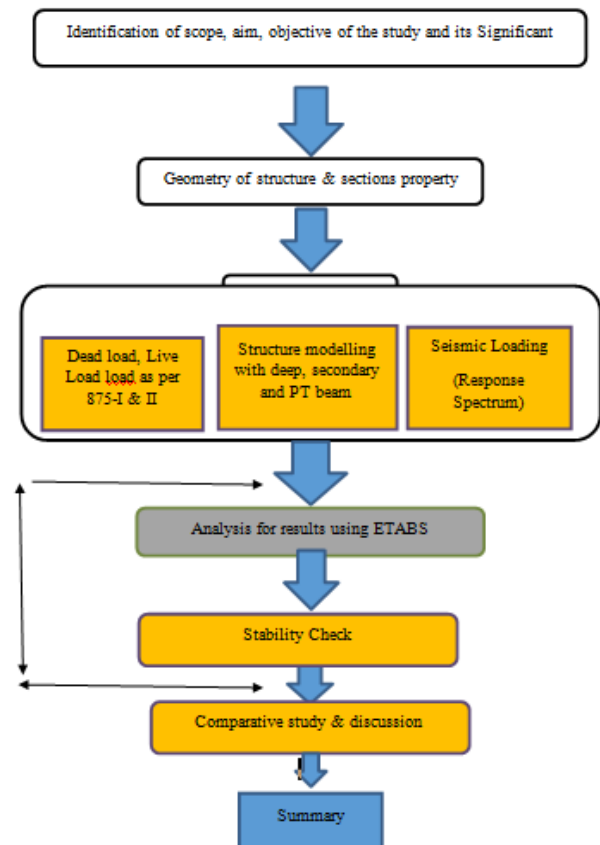 Identification of scope, aim, objective of the study and its Significant
Geometry of structure & sections property
Dead load, Live
Load load as per
875-I & II
Structure modelling
with deep, secondary
and PT beam
Seismic Loading
(Response
Spectrum)
Analysis for results using ETABS
Stability Check
Comparative study & discussion
Summary